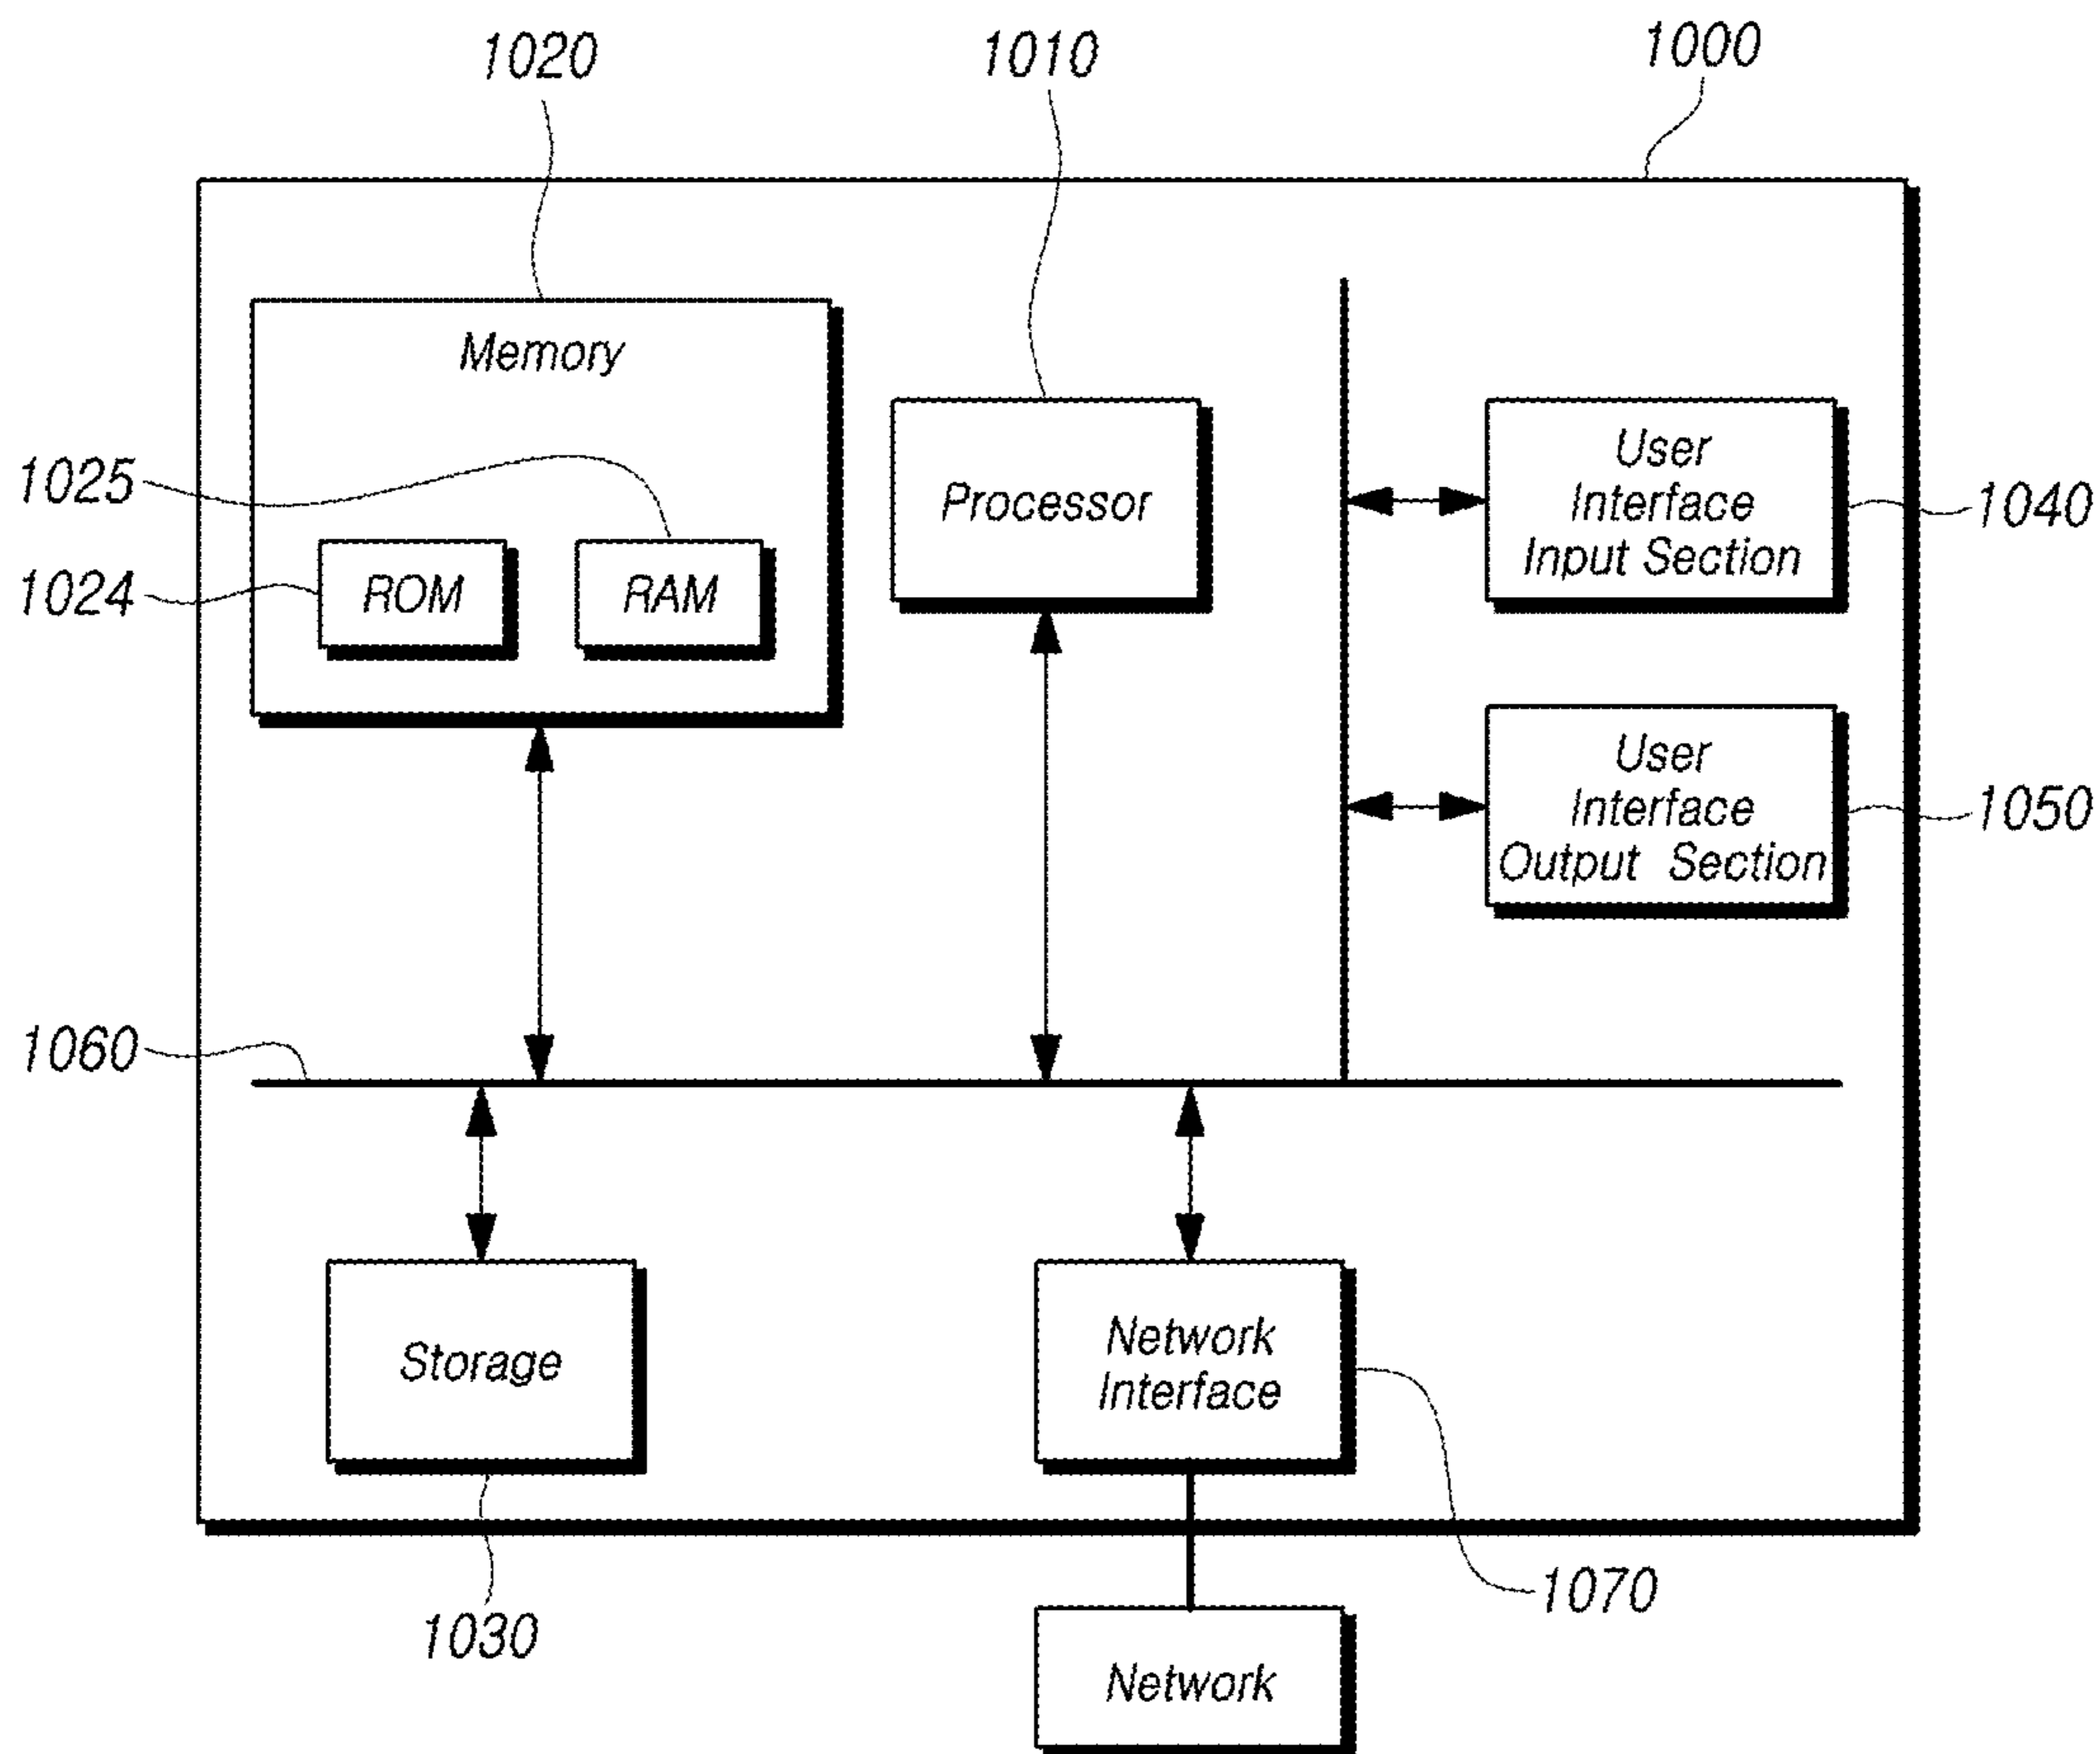 1020
1010
1000
Memory
1025
1024
ROM
RAM
Processor
User
Interface
Input Section
1040
User
Interface
Output Section
1050
1060
Storage
Network
Interface
1030
1070
Network